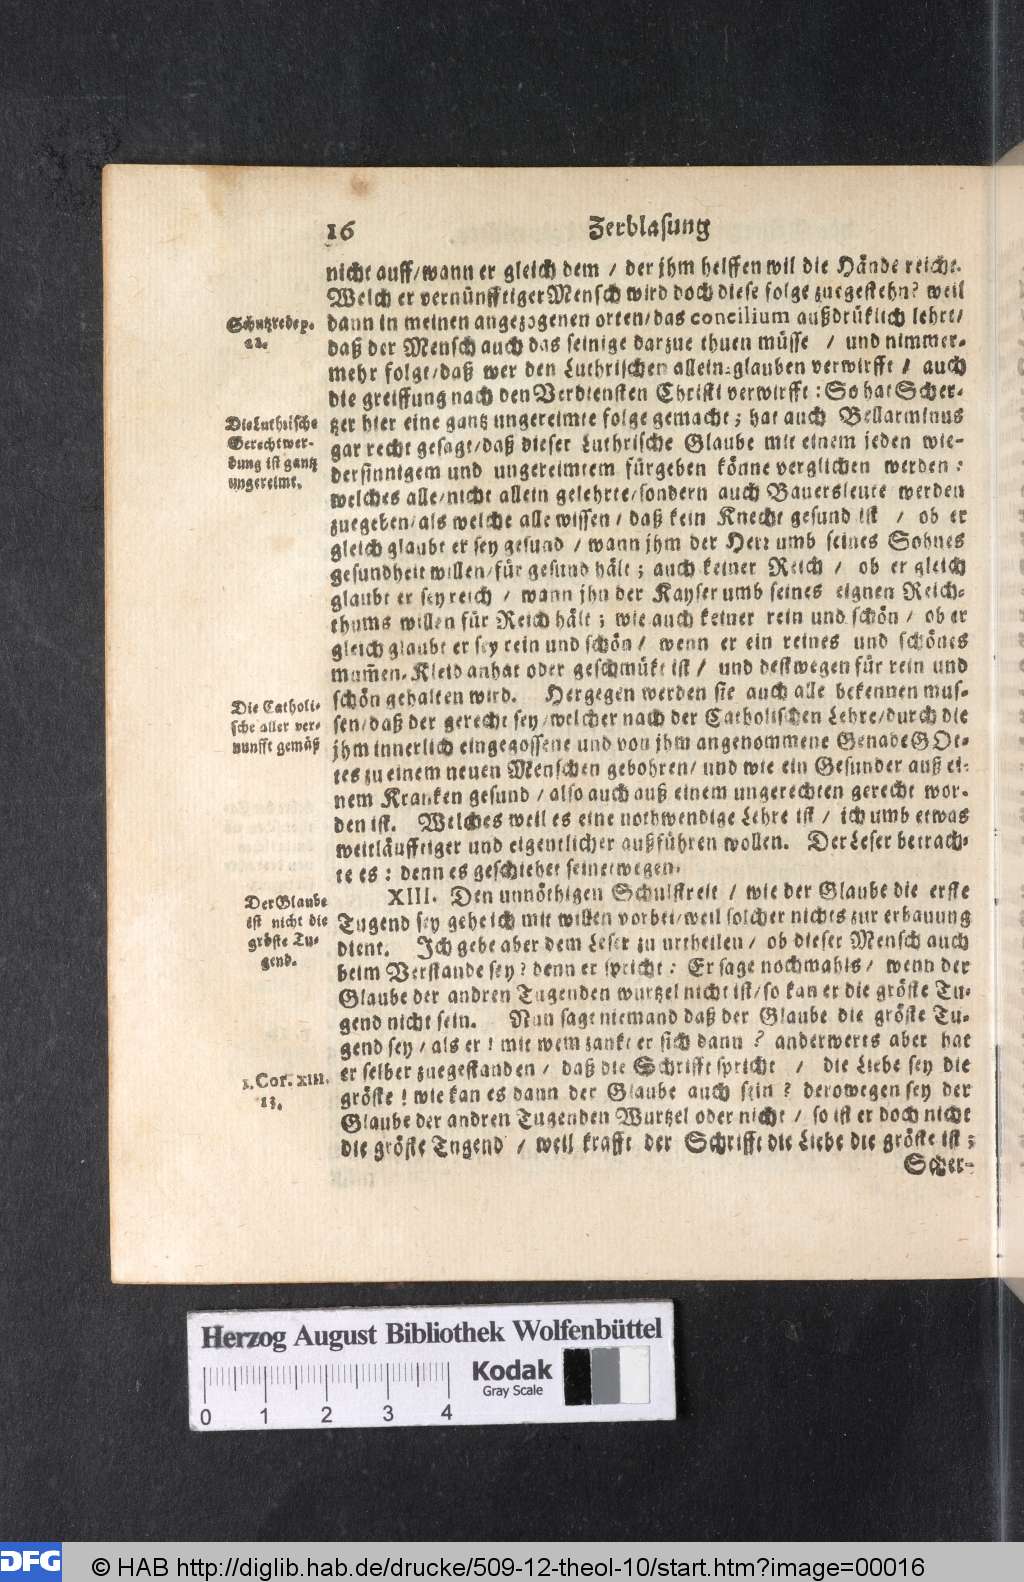 16 Zerblasung
nicht auff/wann er gleich dem / der jhm helffen wil die Hände reicht.
Welch er vernünfftiger Mensch wird doch diese folge zuegestehn? weil
Schutzrede p.
22.
dann in meinen angezogenen orten/das concilium außdrüklich lehrt/
daß der Mensch auch das seinige darzue thuen müsse / und nimmer-
mehr folgt/daß wer den Luthrischen allein-glauben verwirfft / auch
die greiffung nach den Verdiensten Christi verwirfft: So hat Scher-
Die Luthrische
Gerechtwer-
dung ist gantz
ungereimt.
tzer hier eine gantz ungereimte folge gemacht; hat auch Bellarminus
gar recht gesagt/daß dieser Luthrische Glaube mit einem jeden wie-
dersinnigem und ungereimtem fürgeben könne verglichen werden:
welches alle/nicht allein gelehrte/sondern auch Bauersleute werden
zuegeben/als welche alle wissen/daß kein Knecht gesund ist / ob er
gleich glaubt er sey gesund / wann jhm der Herr umb seines Sohnes
gesundheit willen/für gesund hält; auch keiner Reich / ob er gleich
glaubt er sey reich / wann jhn der Kayser umb seines eignen Reich-
thums willen für Reich hält; wie auch keiner rein und schön / ob er
gleich glaubt er sey rein und schön / wenn er ein reines und schönes
mum̃en-Kleid anhat oder geschmükt ist / und destwegen für rein und
Die Catholi-
sche aller ver-
nunfft gemäß
schön gehalten wird. Hergegen werden sie auch alle bekennen mus-
sen/daß der gerecht sey/welcher nach der Catholischen Lehre/durch die
jhm innerlich eingegossene und von jhm angenommene Genade GOt-
tes zu einem neuen Menschen gebohren/ und wie ein Gesunder auß ei-
nem Kranken gesund / also auch auß einem ungerechten gerecht wor-
den ist. Welches weil es eine nothwendige Lehre ist / ich umb etwas
weitläufftiger und eigentlicher außführen wollen. Der Leser betrach-
te es: denn es geschiehet seinetwegen.
Der Glaube
ist nicht die
gröste Tu-
gend.
XIII. Den unnöthigen Schulstreit / wie der Glaube die erste
Tugend sey gehe ich mit willen vorbei/weil solcher nichts zur erbauung
dient. Jch gebe aber dem Leser zu urtheilen/ ob dieser Mensch auch
beim Verstande sey? denn er spricht: Er sage nochmahls/ wenn der
Glaube der andren Tugenden wurtzel nicht ist/so kan er die gröste Tu-
gend nicht sein. Nun sagt niemand daß der Glaube die gröste Tu-
gend sey/als er! mit wem zankt er sich dann? anderwerts aber hat
1. Cor. XIII.
13.
er selber zuegestanden/ daß die Schrifft spricht / die Liebe sey die
gröste! wie kan es dann der Glaube auch sein? derowegen sey der
Glaube der andren Tugenden Wurtzel oder nicht / so ist er doch nicht
die gröste Tugend / weil krafft der Schrifft die Liebe die gröste ist;
Scher-
Herzog August Bibliothek Wolfenbüttel
Kodak
Gray Scale
0 1 2 3 4
DFG © HAB http://diglib.hab.de/drucke/509-12-theol-10/start.htm?image=00016